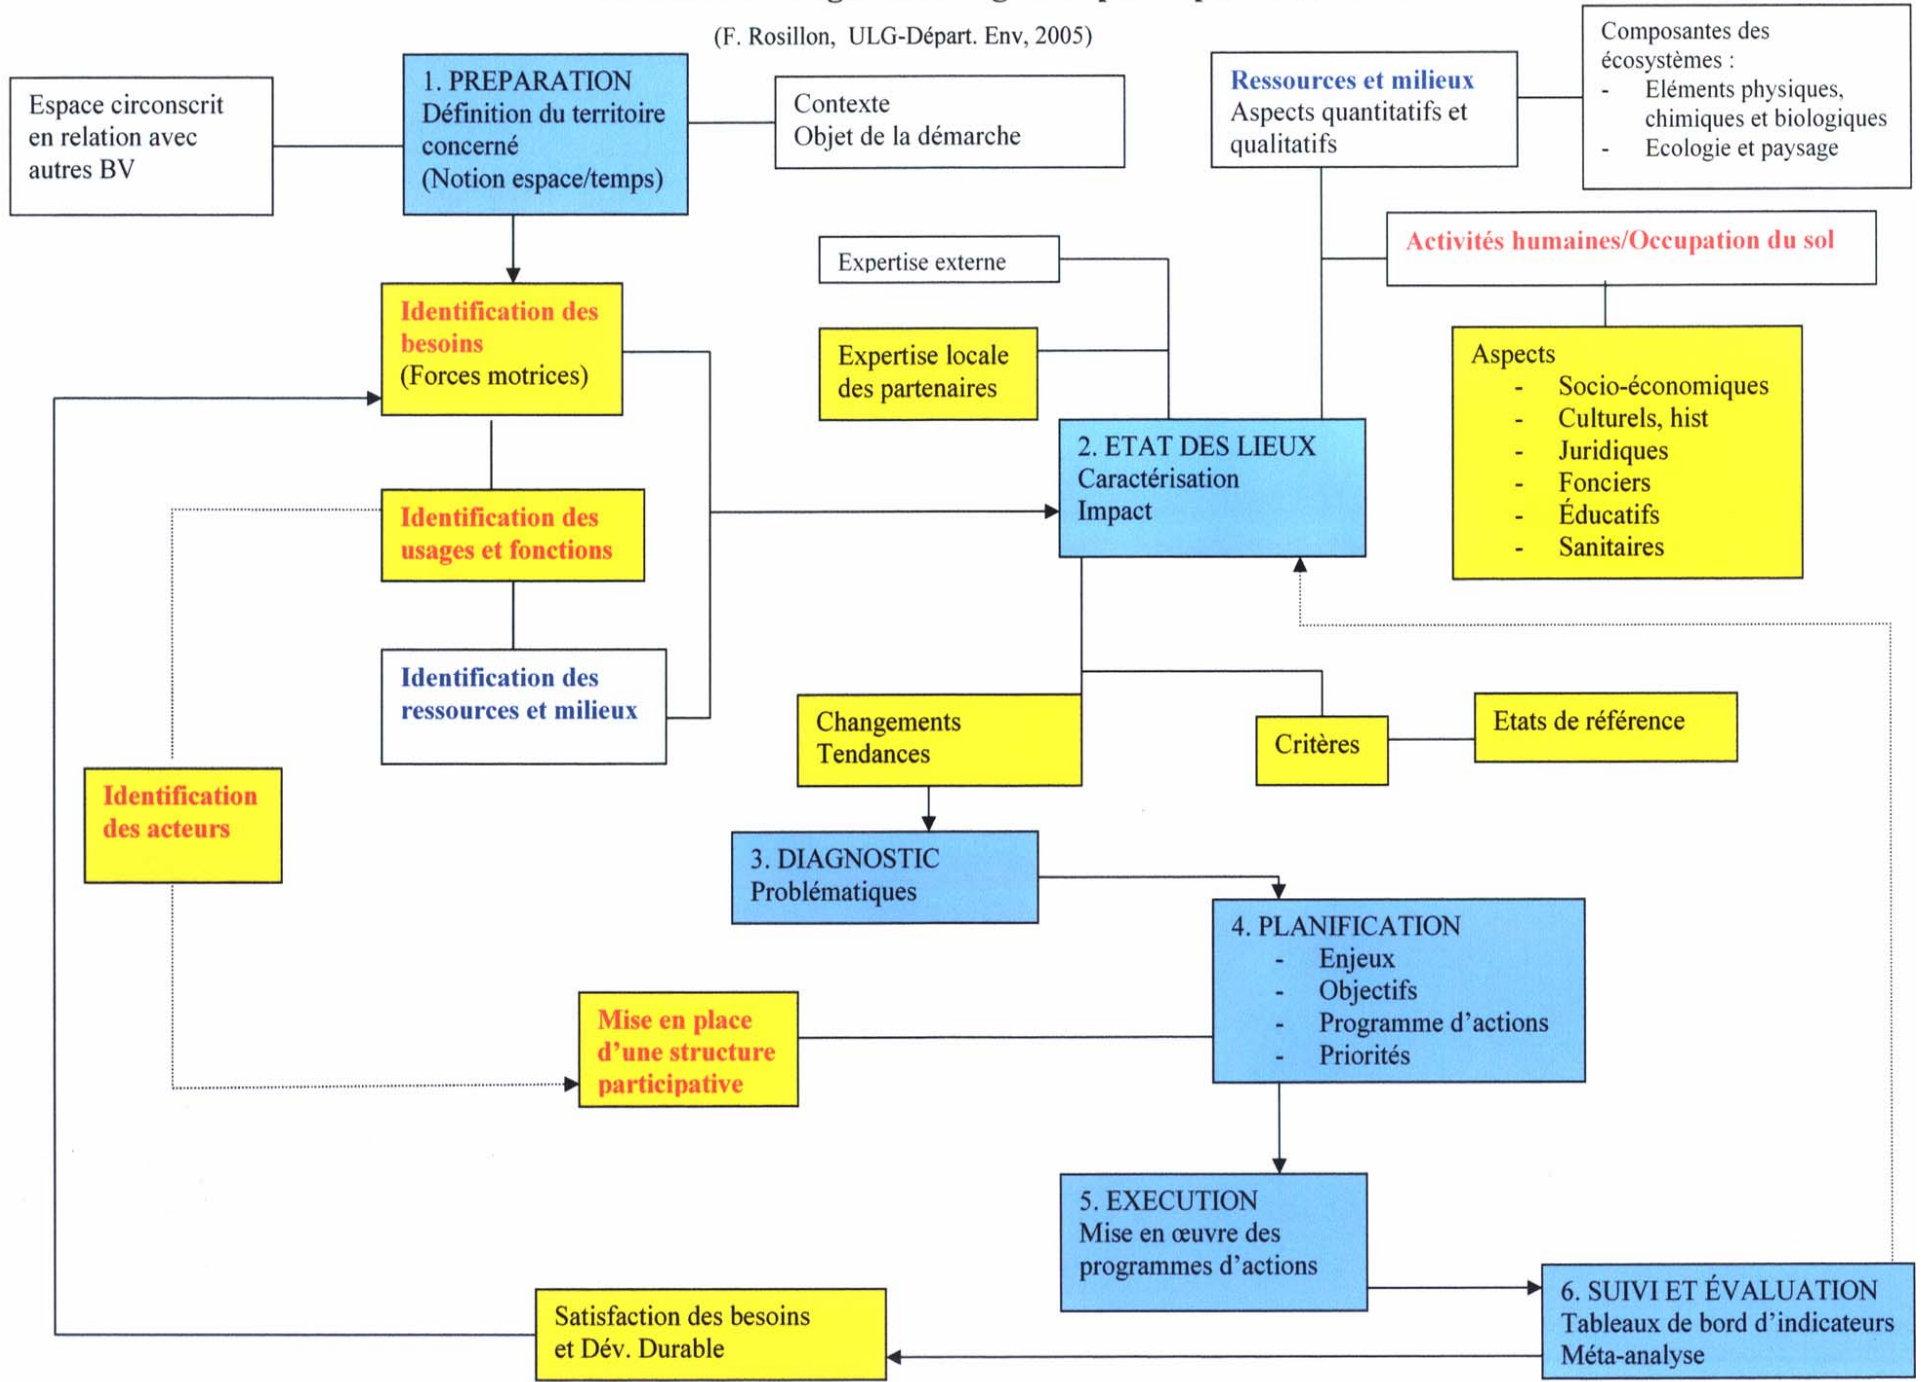 (F. Rosillon, ULG-Départ. Env, 2005)
Espace circonscrit
en relation avec
autres BV
1. PREPARATION
Définition du territoire
concerné
(Notion espace/temps)
Contexte
Objet de la démarche
Ressources et milieux
Aspects quantitatifs et
qualitatifs
Composantes des
écosystèmes :
- Eléments physiques,
chimiques et biologiques
- Ecologie et paysage
Activités humaines/Occupation du sol
Expertise externe
Identification des
besoins
(Forces motrices)
Expertise locale
des partenaires
Aspects
- Socio-économiques
- Culturels, hist
- Juridiques
- Fonciers
- Éducatifs
- Sanitaires
2. ETAT DES LIEUX
Caractérisation
Impact
Identification des
usages et fonctions
Identification des
ressources et milieux
Changements
Tendances
Critères
Etats de référence
Identification
des acteurs
3. DIAGNOSTIC
Problématiques
4. PLANIFICATION
- Enjeux
- Objectifs
- Programme d'actions
- Priorités
Mise en place
d'une structure
participative
5. EXECUTION
Mise en œuvre des
programmes d'actions
6. SUIVI ET ÉVALUATION
Tableaux de bord d'indicateurs
Méta-analyse
Satisfaction des besoins
et Dév. Durable